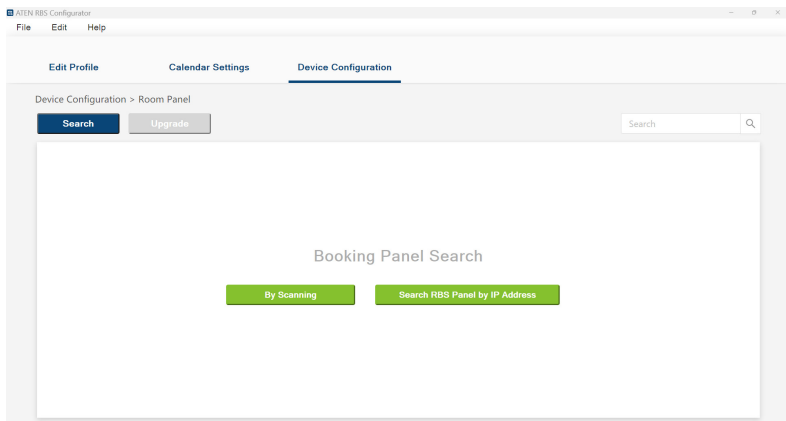 ATEN RBS Configurator
File Edit Help
Edit Profile Calendar Settings Device Configuration
Device Configuration > Room Panel
Search Upgrade Search
Booking Panel Search
By Scanning Search RBS Panel by IP Address